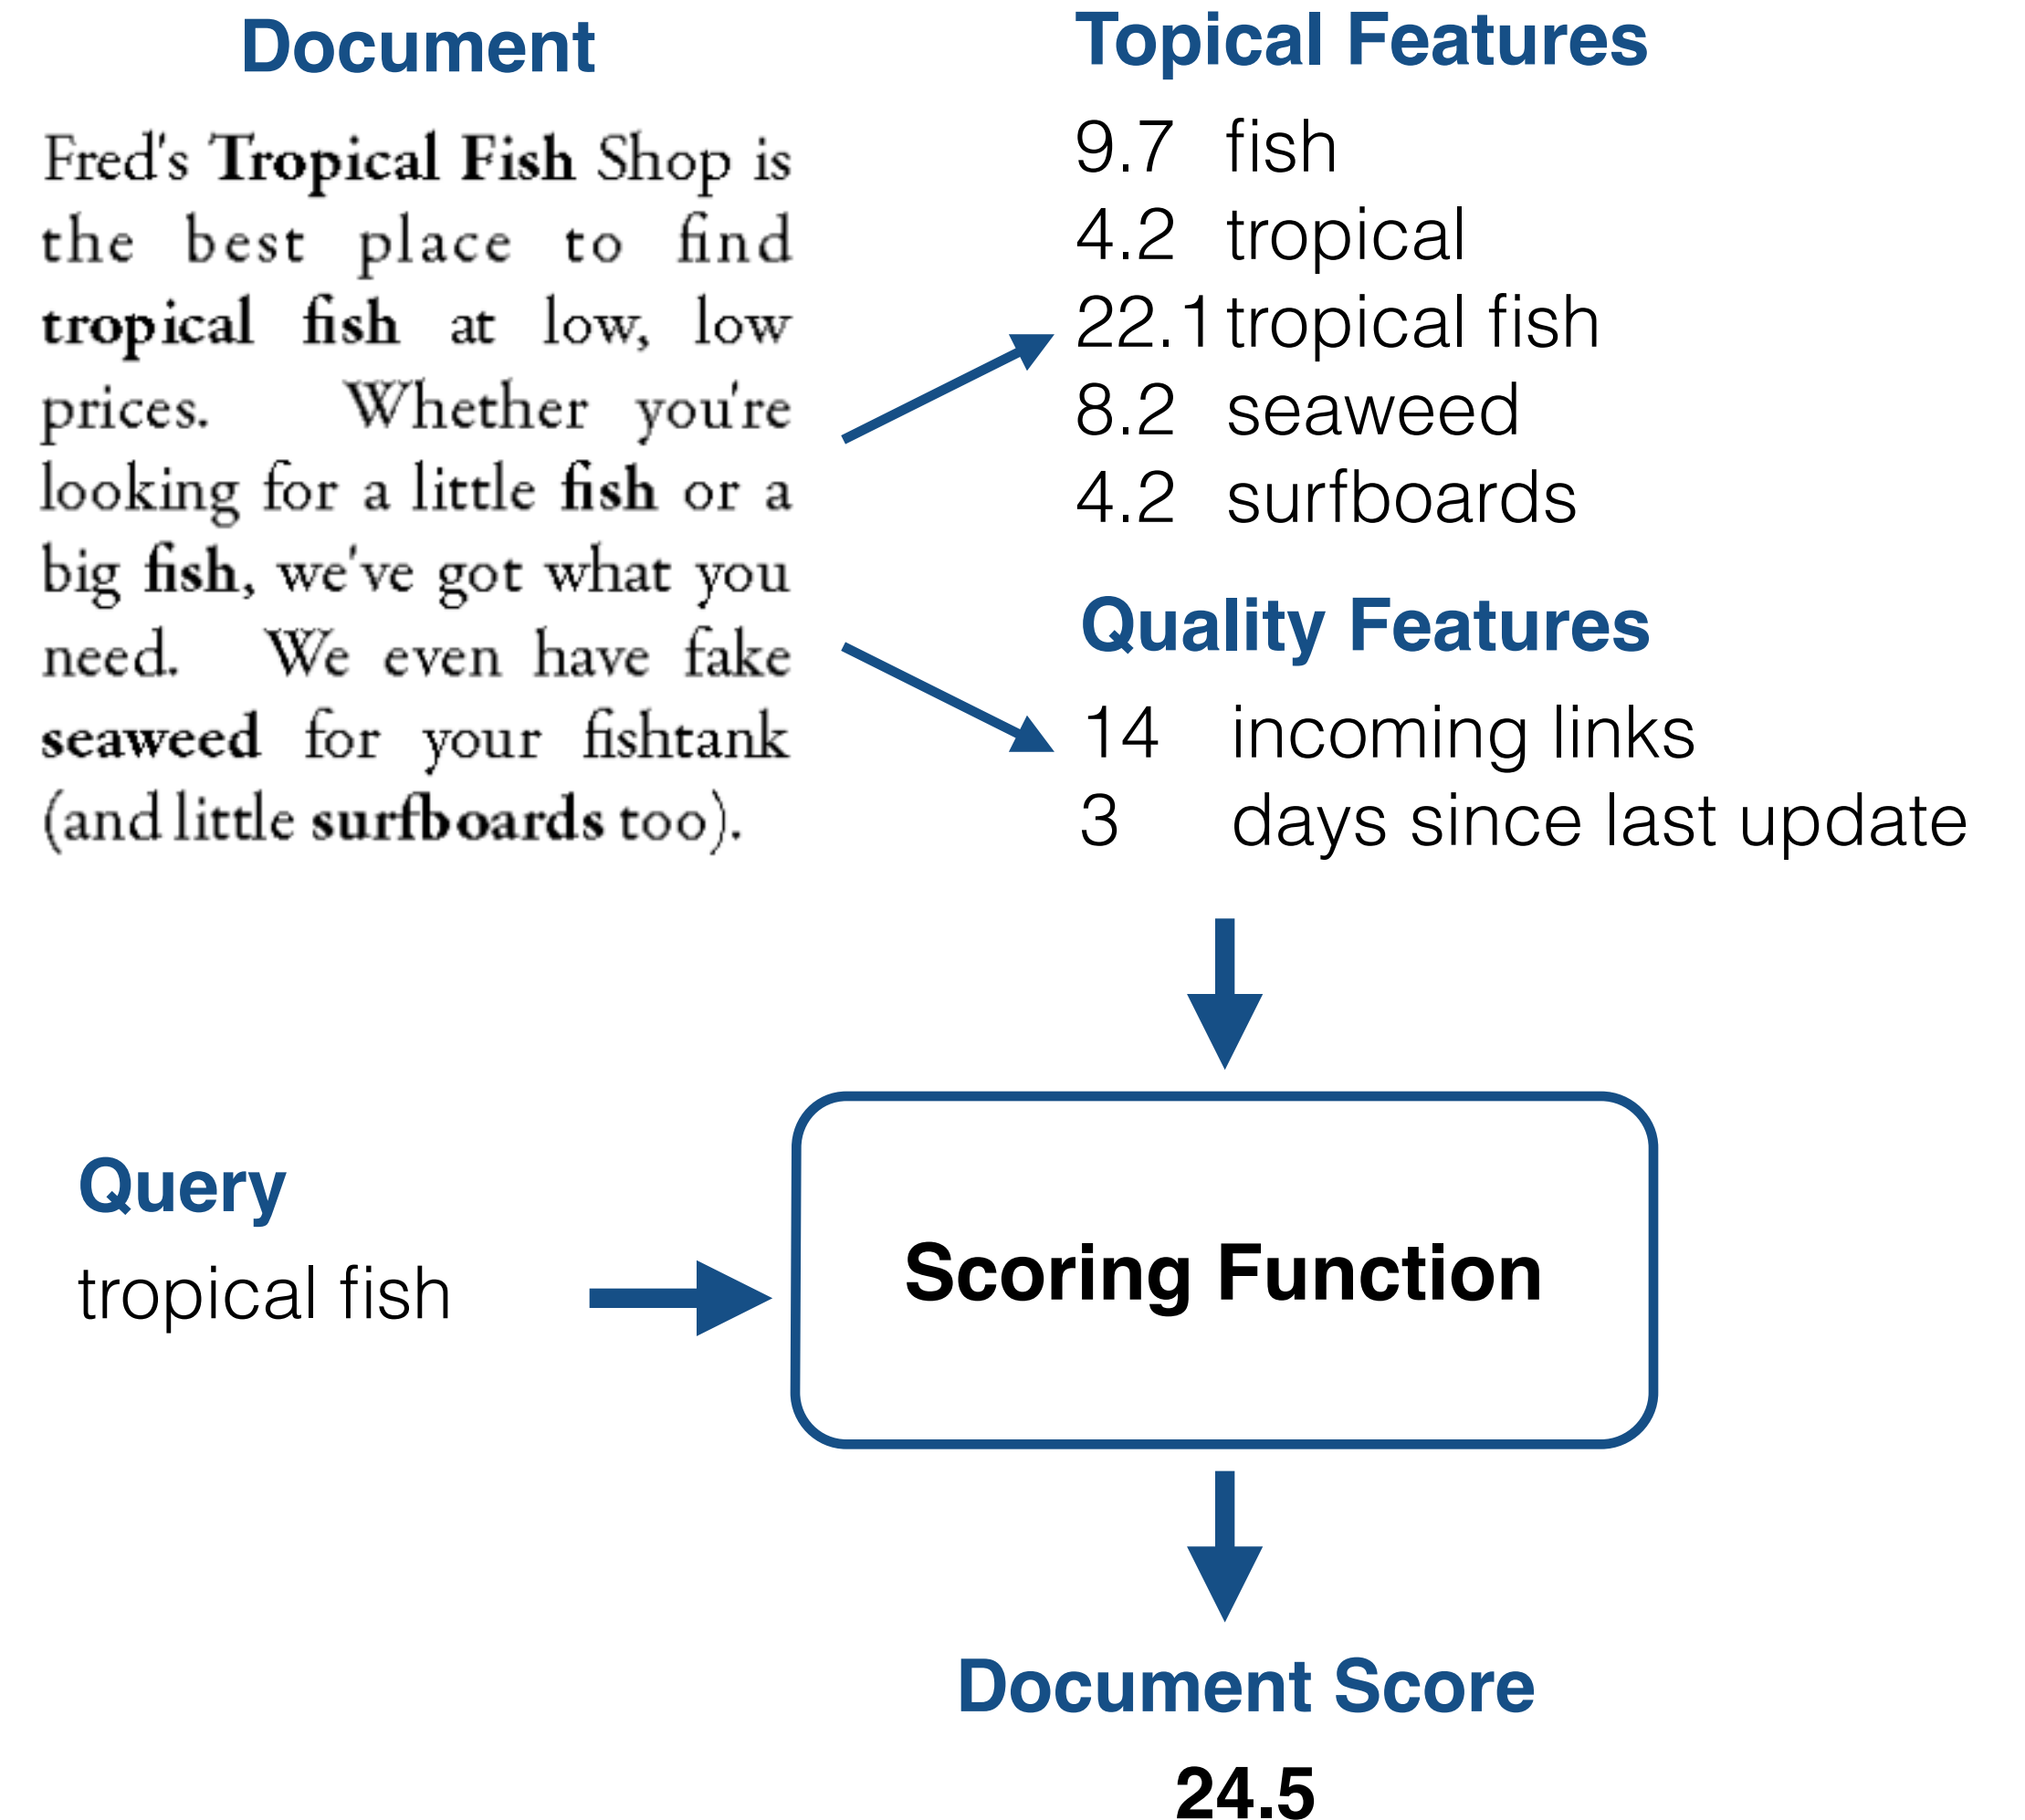 Document
Fred's Tropical Fish Shop is
the best place to find
tropical fish at low, low
prices. Whether you're
looking for a little fish or a
big fish, we've got what you
need. We even have fake
seaweed for your fishtank
(and little surfboards too).
Topical Features
9.7 fish
4.2 tropical
22.1 tropical fish
8.2 seaweed
4.2 surfboards
Quality Features
14 incoming links
3 days since last update
Query
tropical fish
Scoring Function
Document Score
24.5